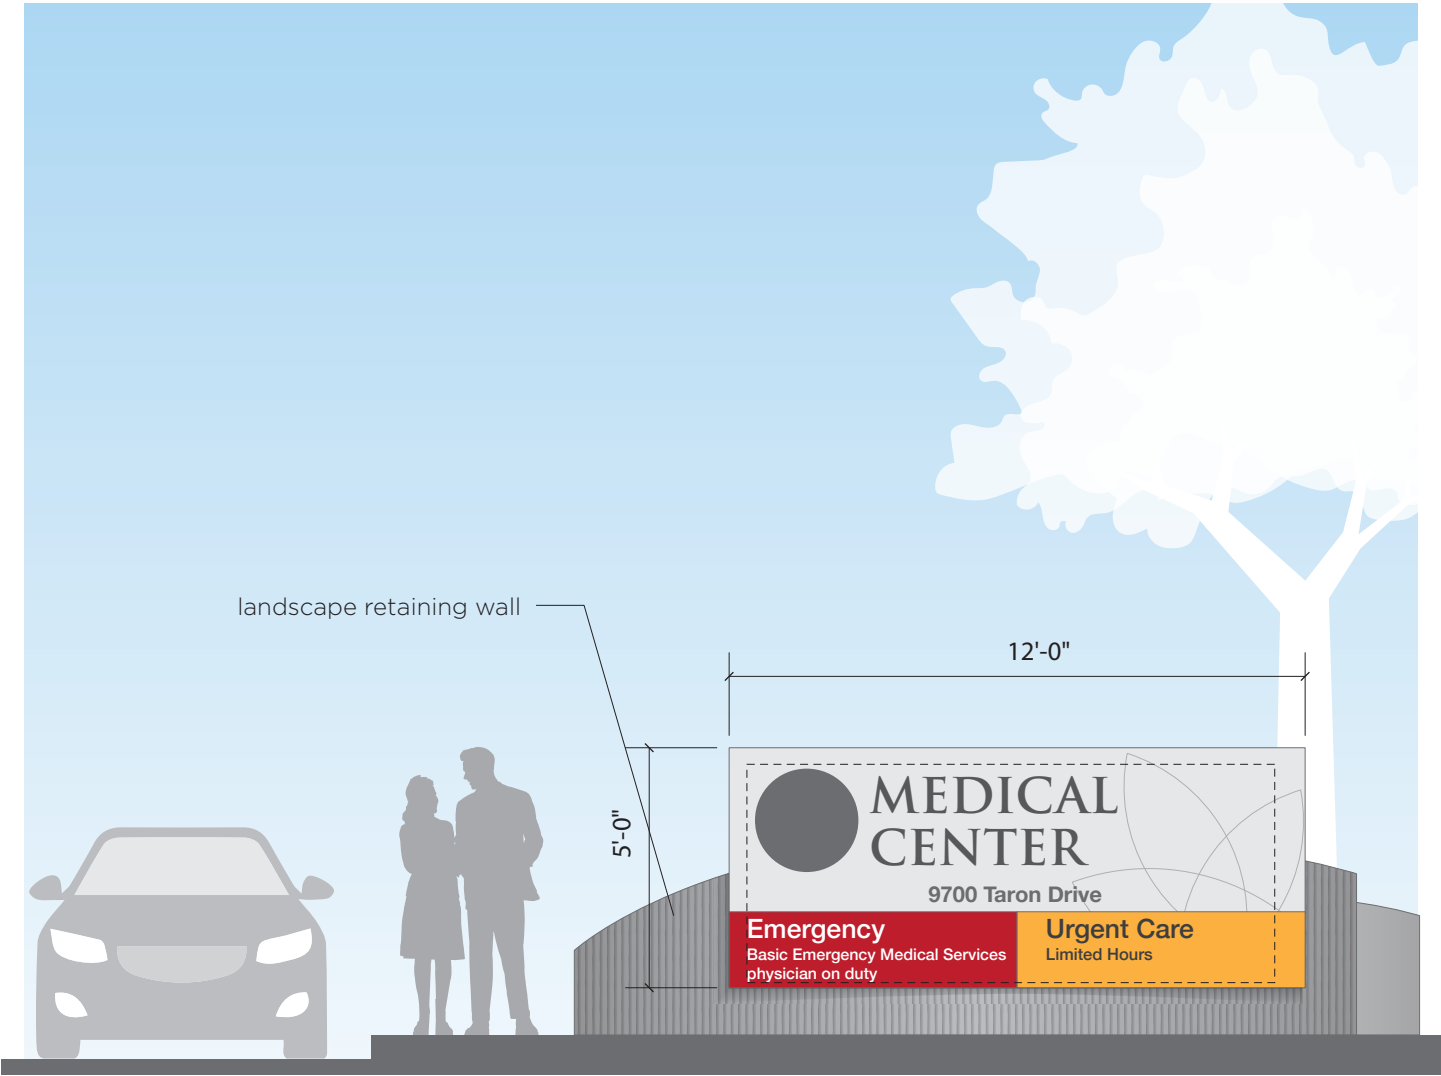 landscape retaining wall
12'-0"
5'-0"
MEDICAL
CENTER
9700 Taron Drive
Emergency
Basic Emergency Medical Services
physician on duty
Urgent Care
Limited Hours